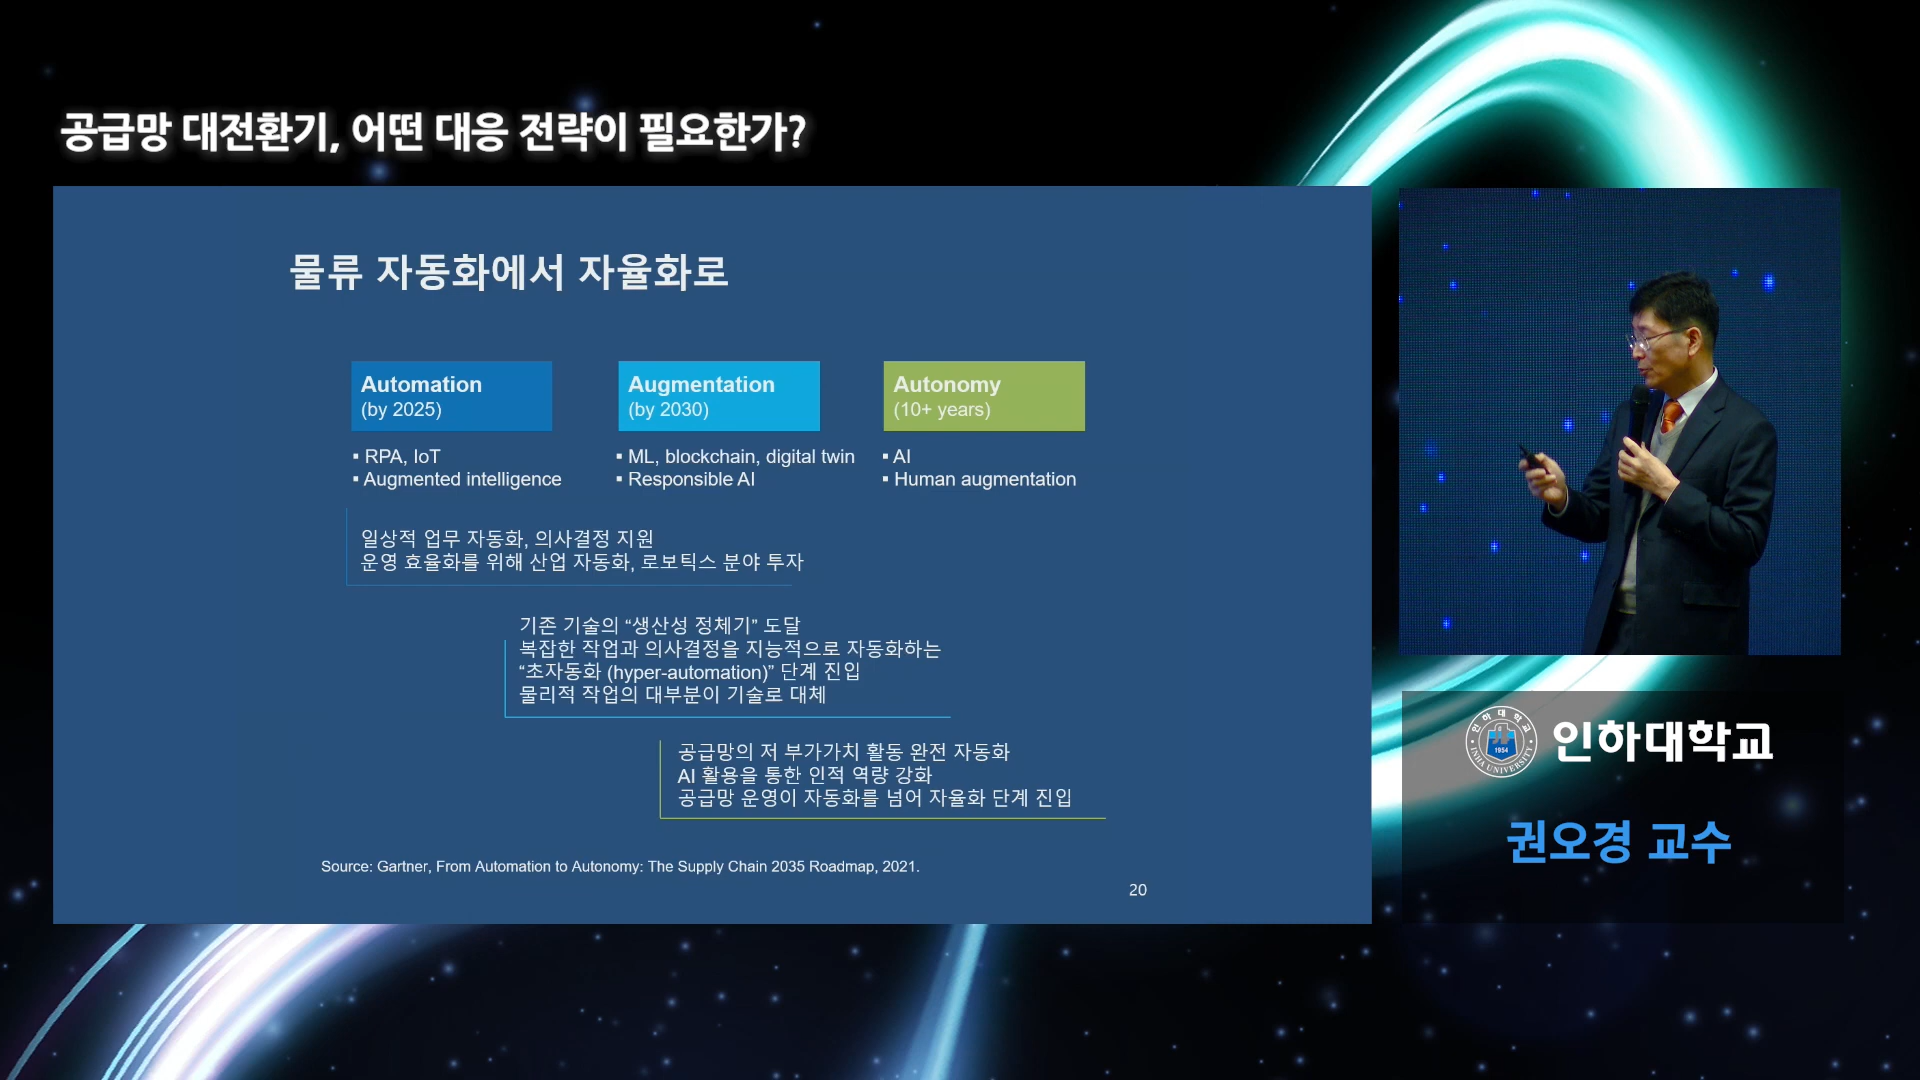 공급망 대전환기, 어떤 대응 전략이 필요한가?
물류 자동화에서 자율화로
Automation
(by 2025)
▪ RPA, IoT
▪ Augmented intelligence
Augmentation
(by 2030)
▪ ML, blockchain, digital twin
▪ Responsible AI
Autonomy
(10+ years)
▪ AI
▪ Human augmentation
일상적 업무 자동화, 의사결정 지원
운영 효율화를 위해 산업 자동화, 로보틱스 분야 투자
기존 기술의 “생산성 정체기” 도달
복잡한 작업과 의사결정을 지능적으로 자동화하는
“초자동화 (hyper-automation)” 단계 진입
물리적 작업의 대부분이 기술로 대체
공급망의 저 부가가치 활동 완전 자동화
AI 활용을 통한 인적 역량 강화
공급망 운영이 자동화를 넘어 자율화 단계 진입
Source: Gartner, From Automation to Autonomy: The Supply Chain 2035 Roadmap, 2021.
20
인하대학교
1954
INHA UNIVERSITY
인하대학교
권오경 교수